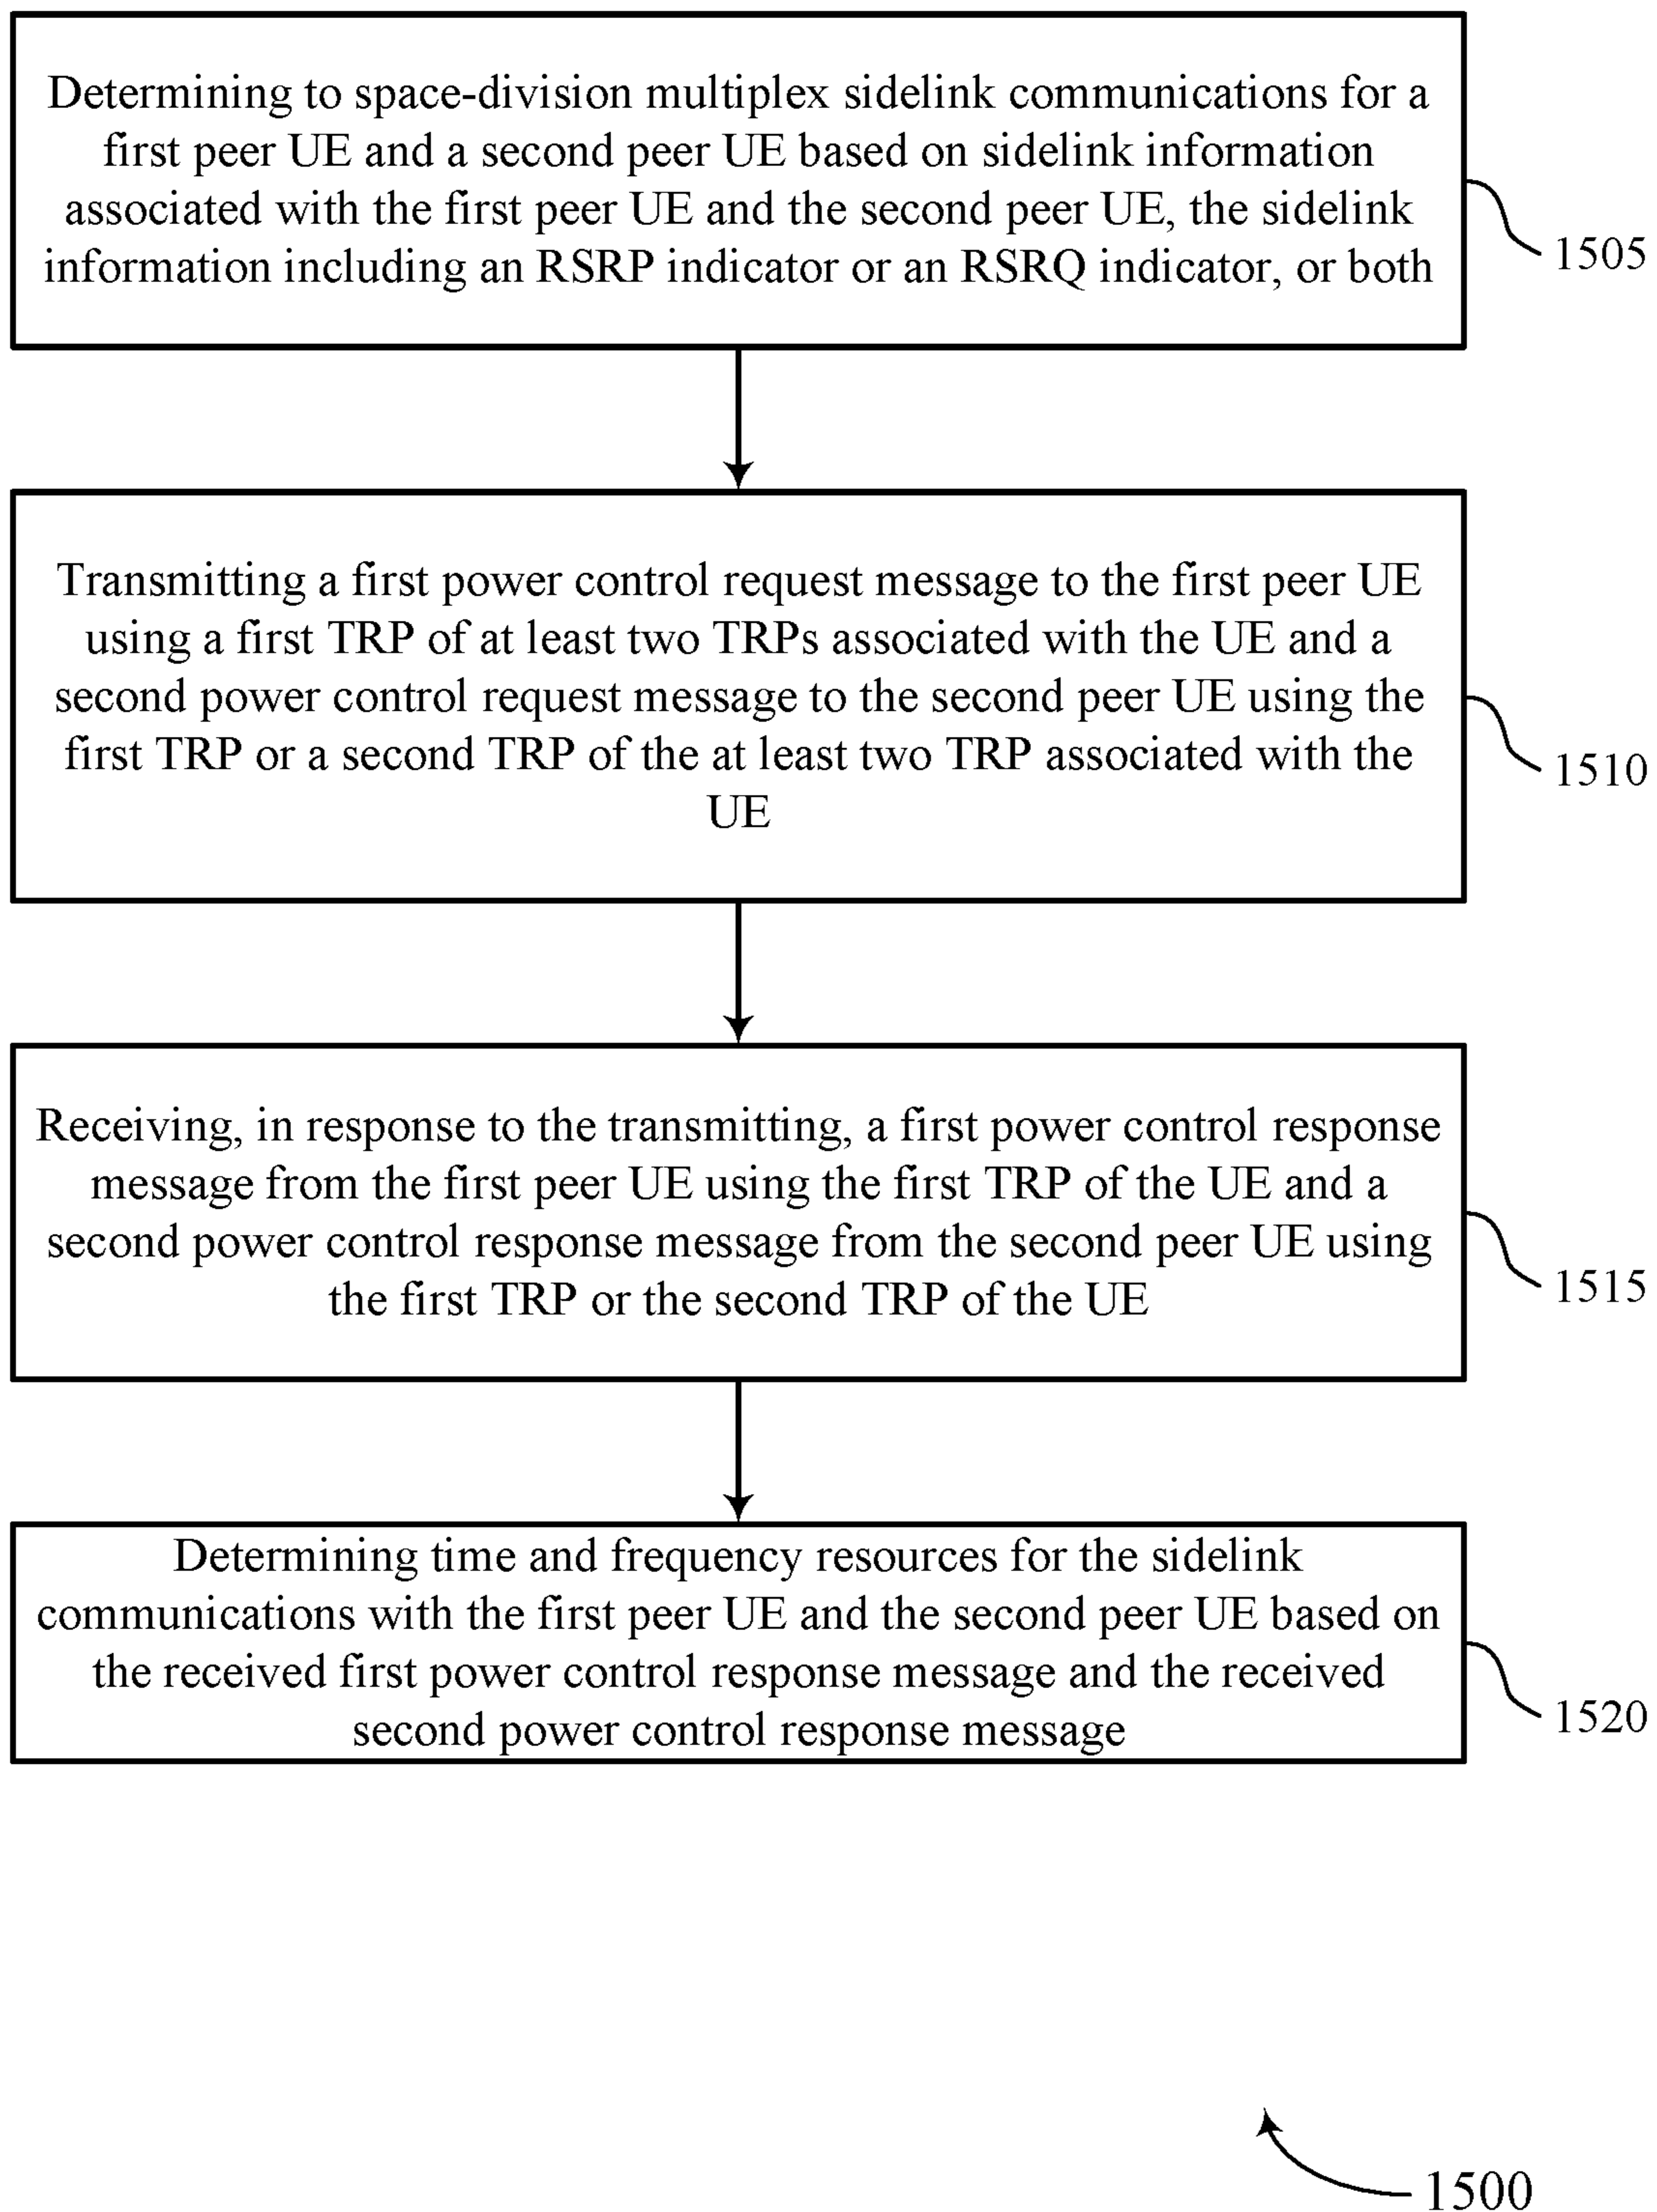 Determining to space-division multiplex sidelink communications for a
first peer UE and a second peer UE based on sidelink information
associated with the first peer UE and the second peer UE, the sidelink
information including an RSRP indicator or an RSRQ indicator, or both
1505
Transmitting a first power control request message to the first peer UE
using a first TRP of at least two TRPs associated with the UE and a
second power control request message to the second peer UE using the
first TRP or a second TRP of the at least two TRP associated with the
UE
1510
Receiving, in response to the transmitting, a first power control response
message from the first peer UE using the first TRP of the UE and a
second power control response message from the second peer UE using
the first TRP or the second TRP of the UE
1515
Determining time and frequency resources for the sidelink
communications with the first peer UE and the second peer UE based on
the received first power control response message and the received
second power control response message
1520
1500